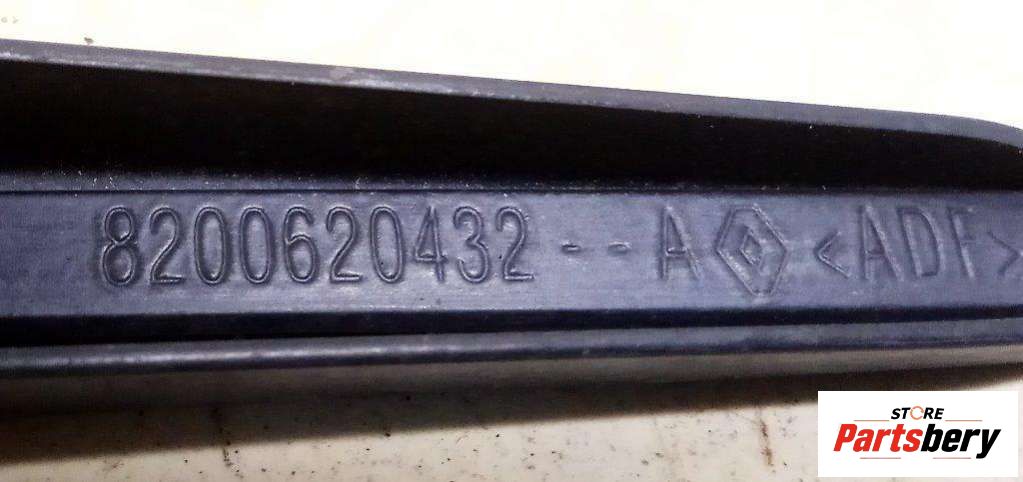 8200620432--A <ADF>
STORE
Partsbery